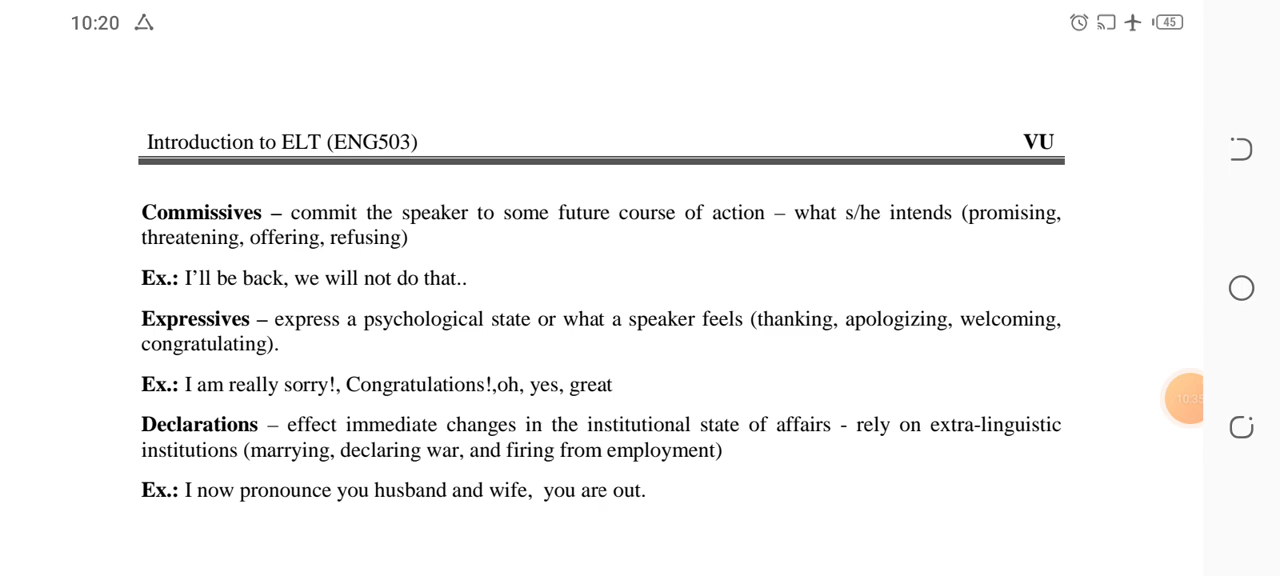 10:20
45
Introduction to ELT (ENG503) VU
Commissives – commit the speaker to some future course of action – what s/he intends (promising,
threatening, offering, refusing)
Ex.: I’ll be back, we will not do that..
Expressives – express a psychological state or what a speaker feels (thanking, apologizing, welcoming,
congratulating).
Ex.: I am really sorry!, Congratulations!,oh, yes, great
10:35
Declarations – effect immediate changes in the institutional state of affairs - rely on extra-linguistic
institutions (marrying, declaring war, and firing from employment)
Ex.: I now pronounce you husband and wife,  you are out.